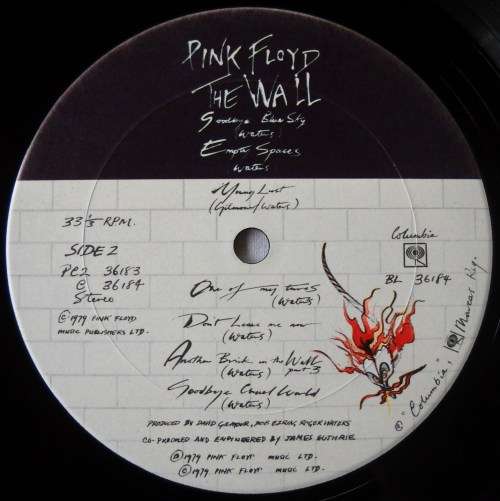 PINK FLOYD
THE WALL
Goodbye Blue Sky
(Waters)
Empty Spaces
Waters
Young Lust
(Gilmour/Waters)
33 1/3 RPM.
SIDE 2
PC2 36183
C 36184
Stereo
© 1979 PINK FLOYD
MUSIC PUBLISHERS LTD.
Columbia
BL 36184
One of my turns
(Waters)
Don't Leave me now
(Waters)
Another Brick in the Wall
(Waters) part 3
Goodbye Cruel World
(Waters)
PRODUCED BY DAVID GILMOUR, BOB EZRIN, ROGER WATERS
CO-PRODUCED AND ENGINEERED BY JAMES GUTHRIE
℗ 1979 PINK FLOYD MUSIC LTD.
© 1979 PINK FLOYD MUSIC LTD.
® "Columbia", Marcas Reg.